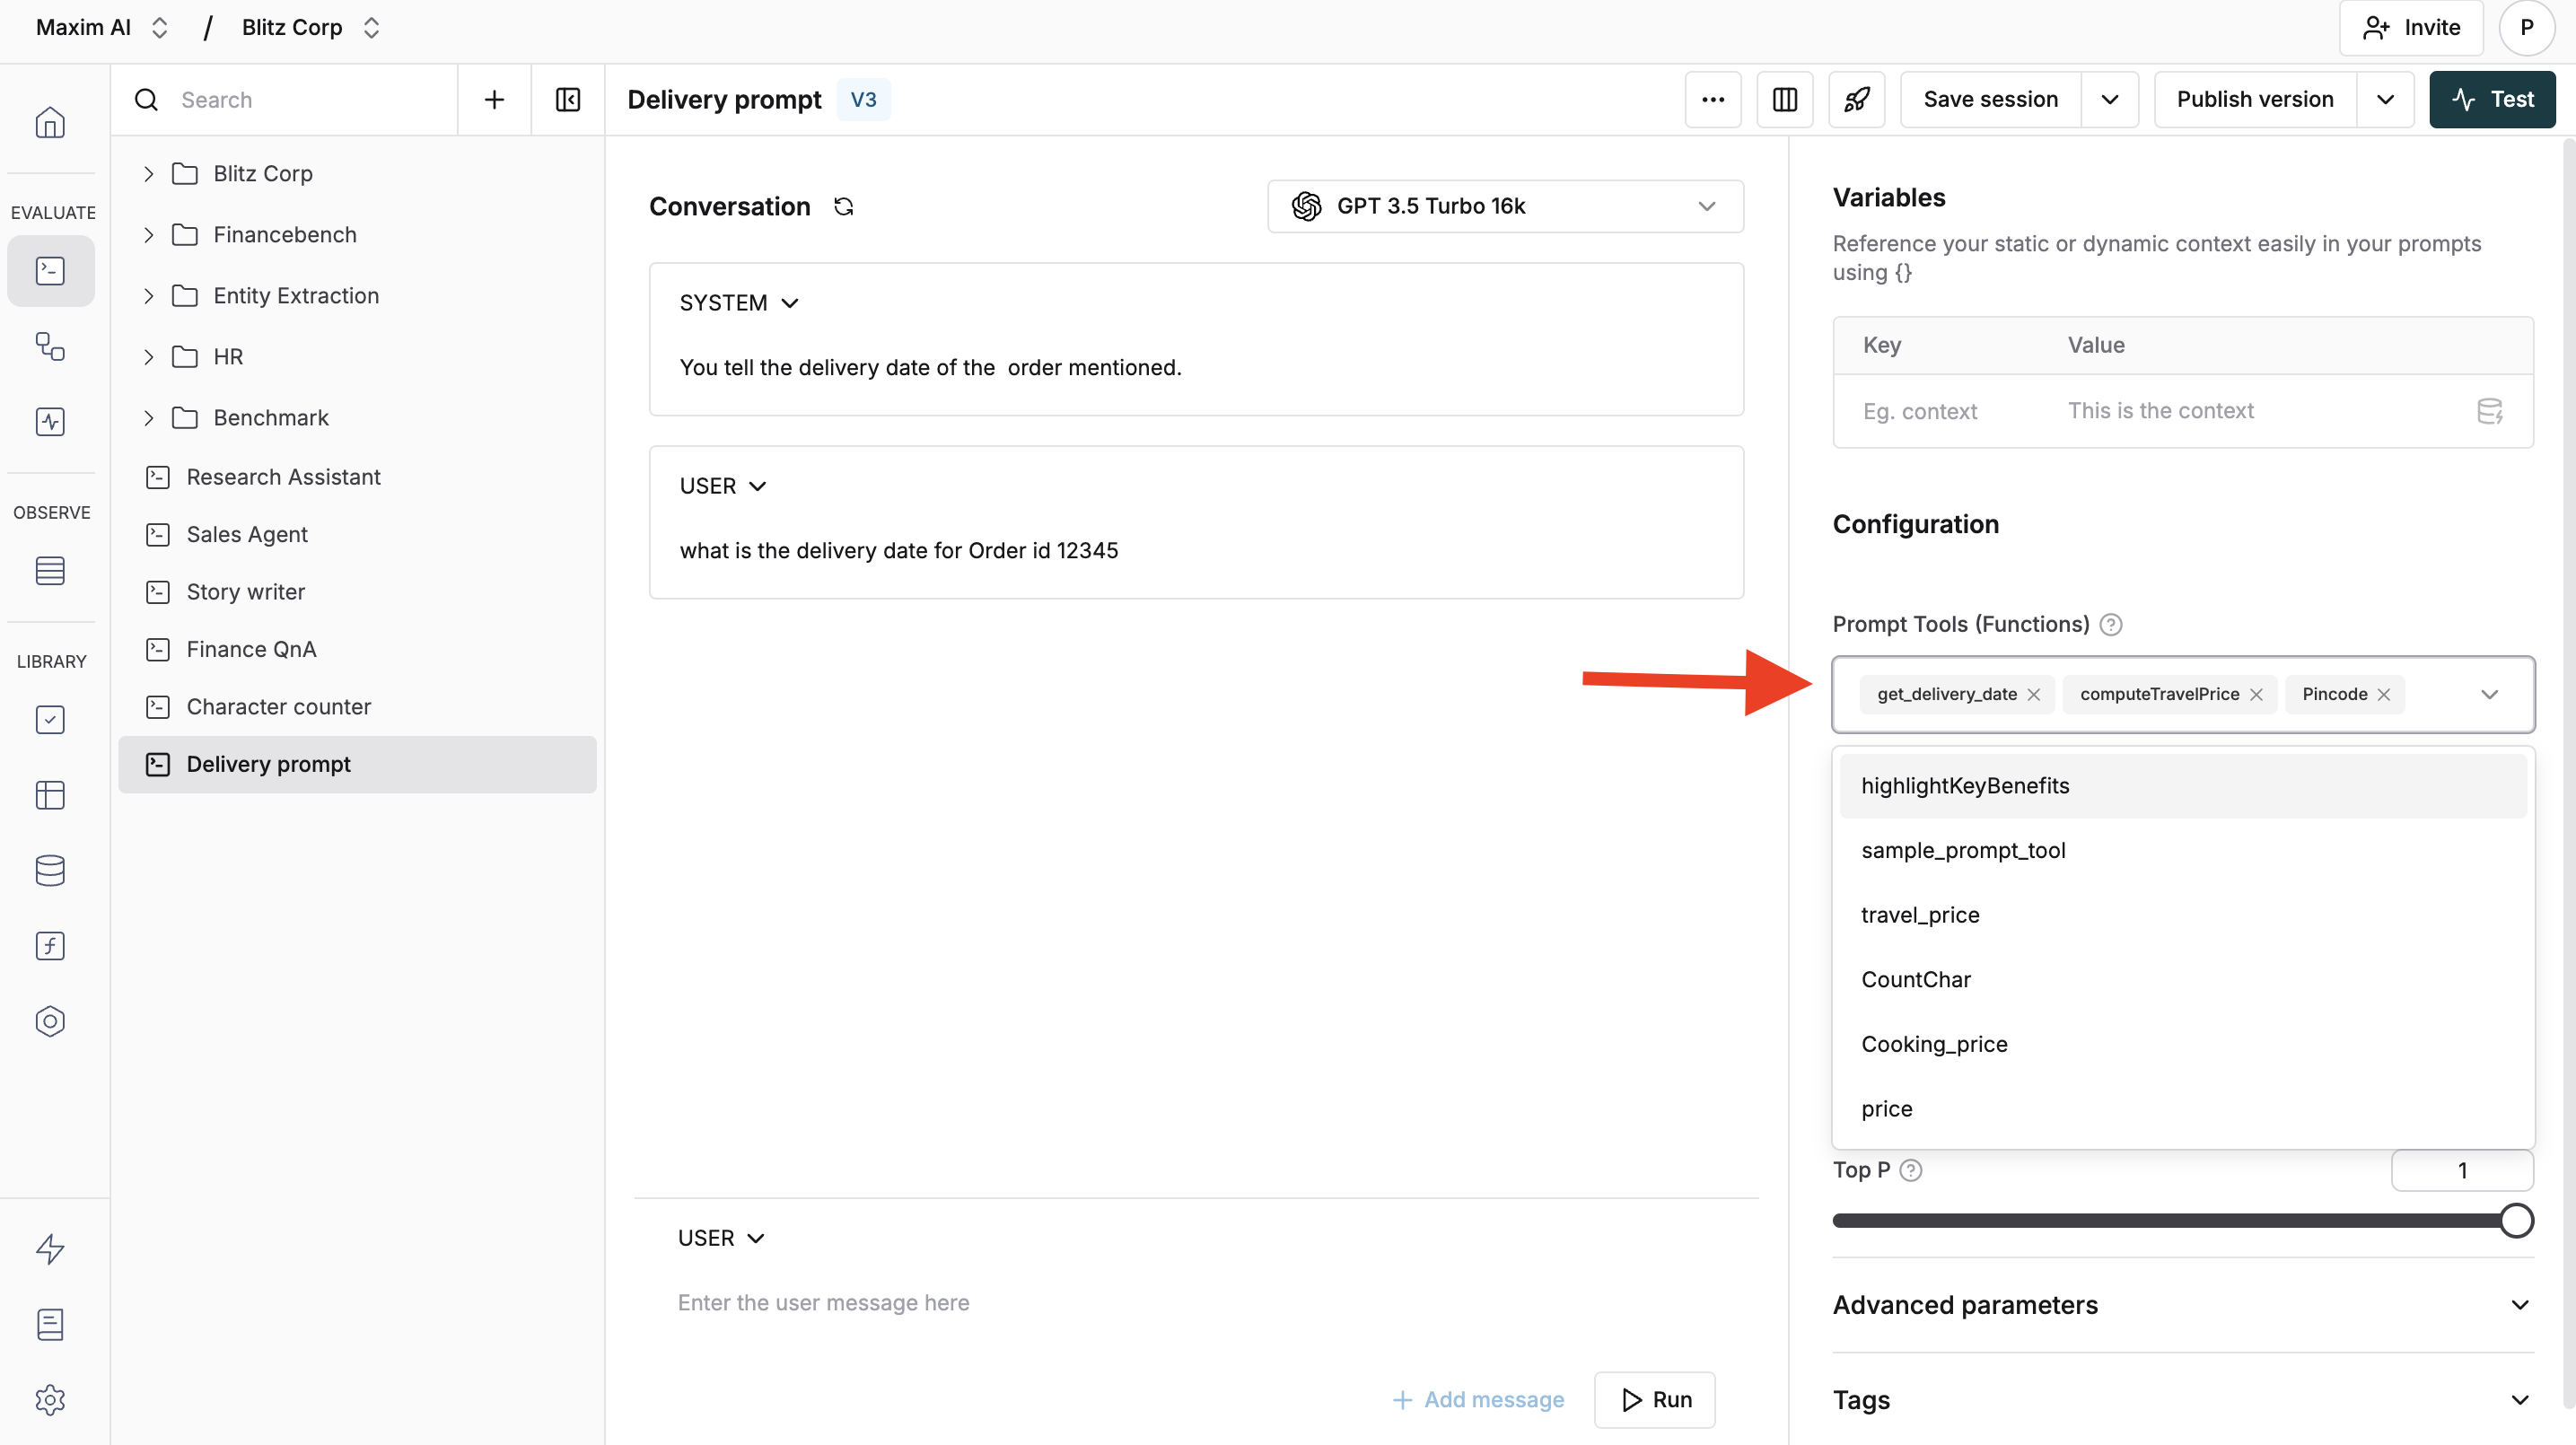 Maxim AI / Blitz Corp Invite P
Search
Delivery prompt V3 Save session Publish version Test
EVALUATE
OBSERVE
LIBRARY
Blitz Corp
Financebench
Entity Extraction
HR
Benchmark
Research Assistant
Sales Agent
Story writer
Finance QnA
Character counter
Delivery prompt
Conversation
GPT 3.5 Turbo 16k
SYSTEM
You tell the delivery date of the  order mentioned.
USER
what is the delivery date for Order id 12345
USER
Enter the user message here
Add message
Run
Variables
Reference your static or dynamic context easily in your prompts
using {}
Key Value
Eg. context This is the context
Configuration
Prompt Tools (Functions)
get_delivery_date computeTravelPrice Pincode
highlightKeyBenefits
sample_prompt_tool
travel_price
CountChar
Cooking_price
price
Top P 1
Advanced parameters
Tags